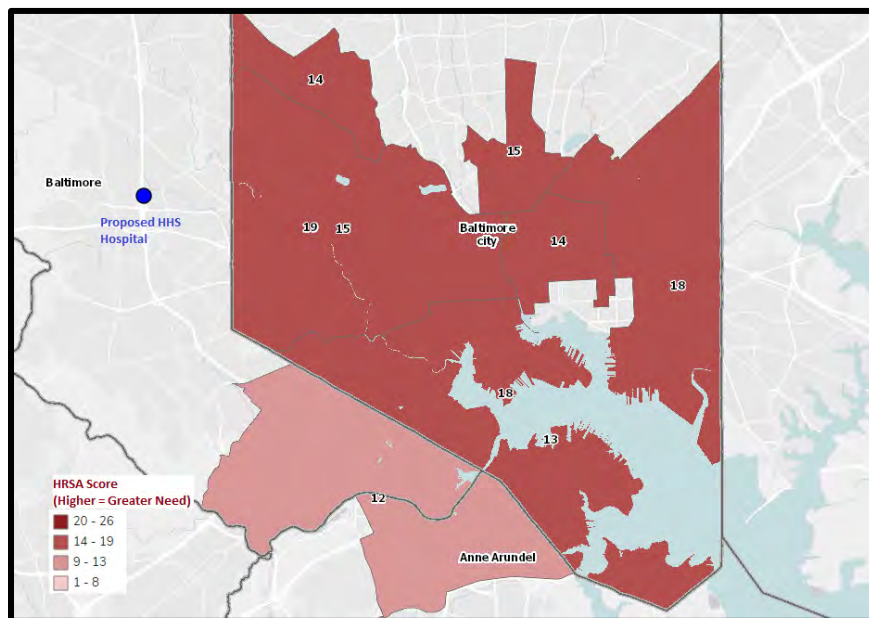 14
15
Baltimore
Proposed HHS
Hospital
19
15
Baltimore
city
14
18
18
13
12
Anne Arundel
HRSA Score
(Higher = Greater Need)
20 - 26
14 - 19
9 - 13
1 - 8